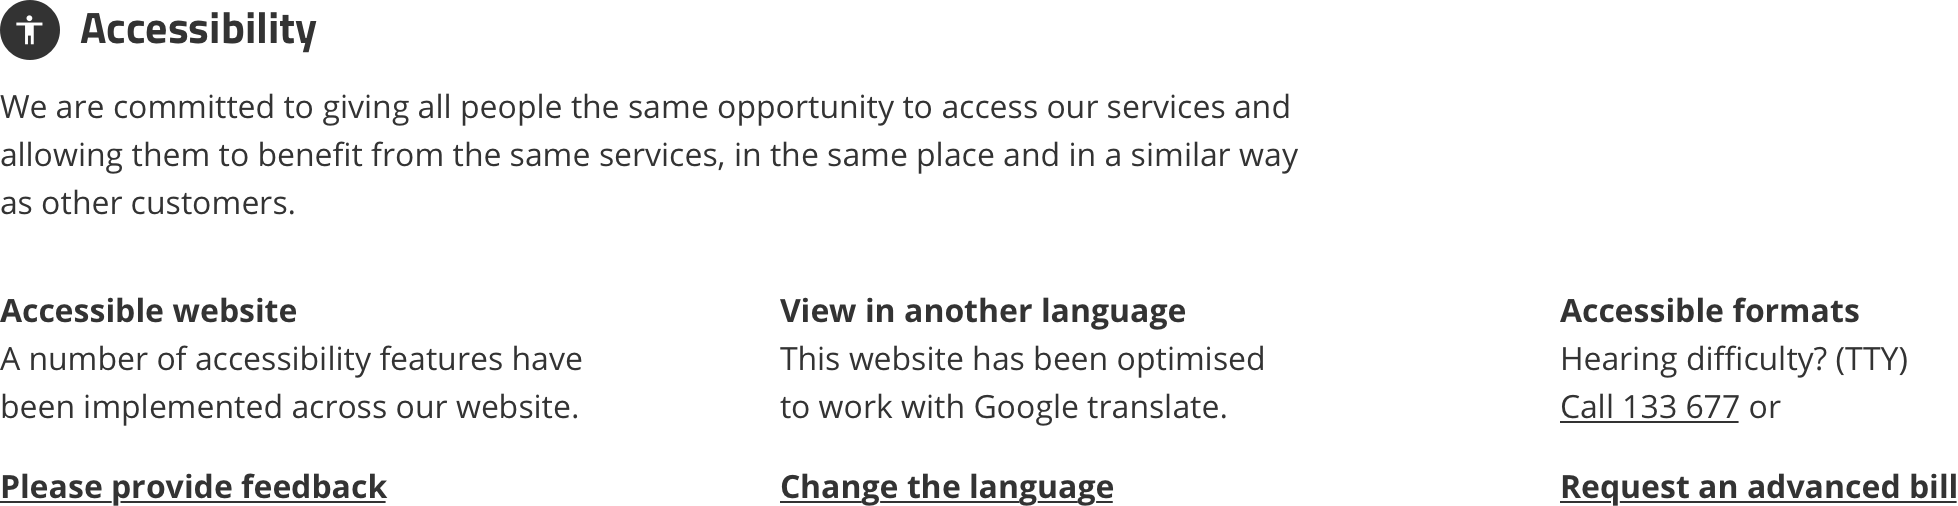 Accessibility
We are committed to giving all people the same opportunity to access our services and
allowing them to benefit from the same services, in the same place and in a similar way
as other customers.
Accessible website
A number of accessibility features have
been implemented across our website.
Please provide feedback
View in another language
This website has been optimised
to work with Google translate.
Change the language
Accessible formats
Hearing difficulty? (TTY)
Call 133 677 or
Request an advanced bill